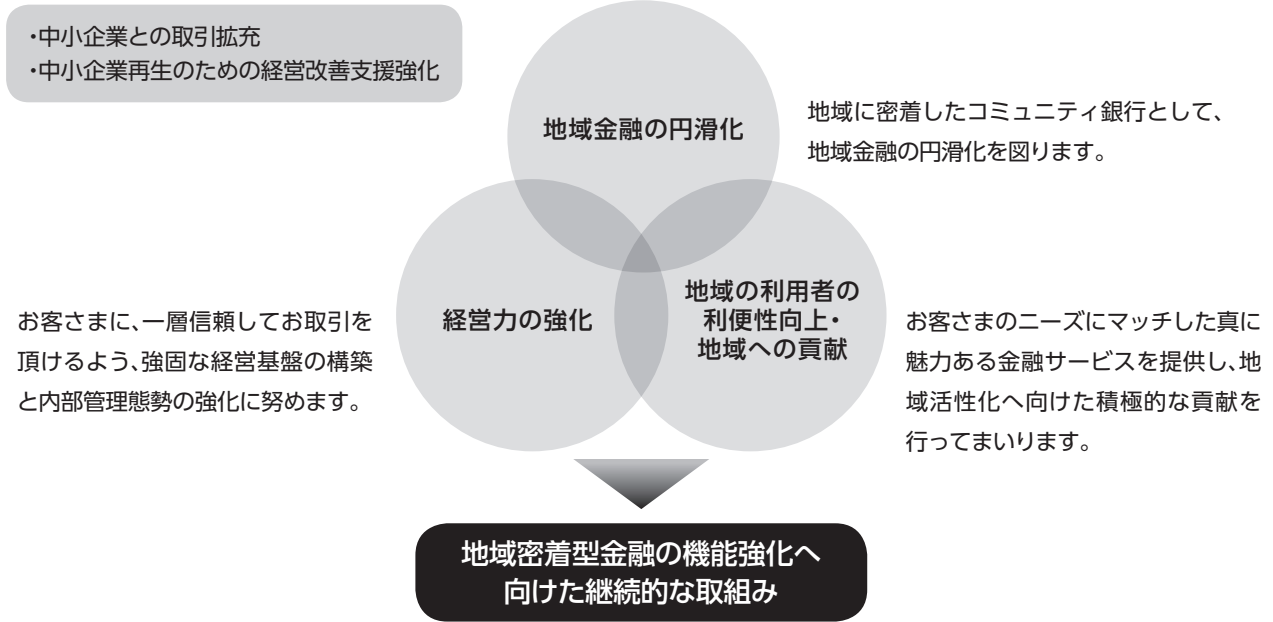 ・中小企業との取引拡充
・中小企業再生のための経営改善支援強化
地域金融の円滑化
地域に密着したコミュニティ銀行として、
地域金融の円滑化を図ります。
経営力の強化
お客さまに、一層信頼してお取引を
頂けるよう、強固な経営基盤の構築
と内部管理態勢の強化に努めます。
地域の利用者の
利便性向上・
地域への貢献
お客さまのニーズにマッチした真に
魅力ある金融サービスを提供し、地
域活性化へ向けた積極的な貢献を
行ってまいります。
地域密着型金融の機能強化へ
向けた継続的な取組み